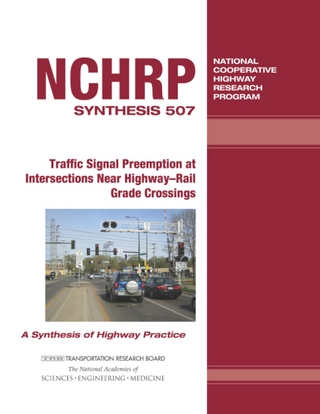 NCHRP
SYNTHESIS 507
NATIONAL
COOPERATIVE
HIGHWAY
RESEARCH
PROGRAM
Traffic Signal Preemption at
Intersections Near Highway–Rail
Grade Crossings
A Synthesis of Highway Practice
TRB TRANSPORTATION RESEARCH BOARD
The National Academies of
SCIENCES • ENGINEERING • MEDICINE